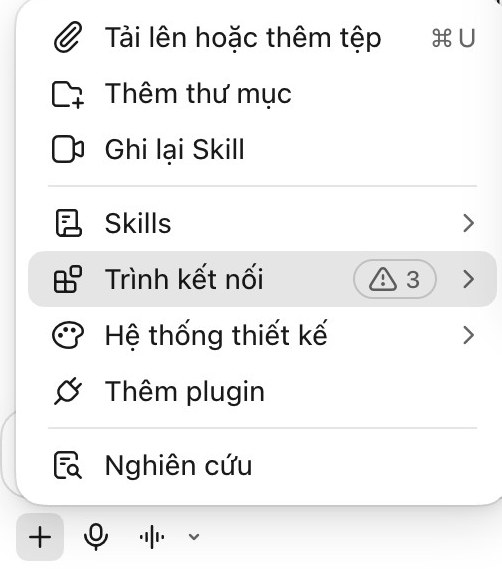 Tải lên hoặc thêm tệp ⌘ U
Thêm thư mục
Ghi lại Skill
Skills
Trình kết nối 3
Hệ thống thiết kế
Thêm plugin
Nghiên cứu